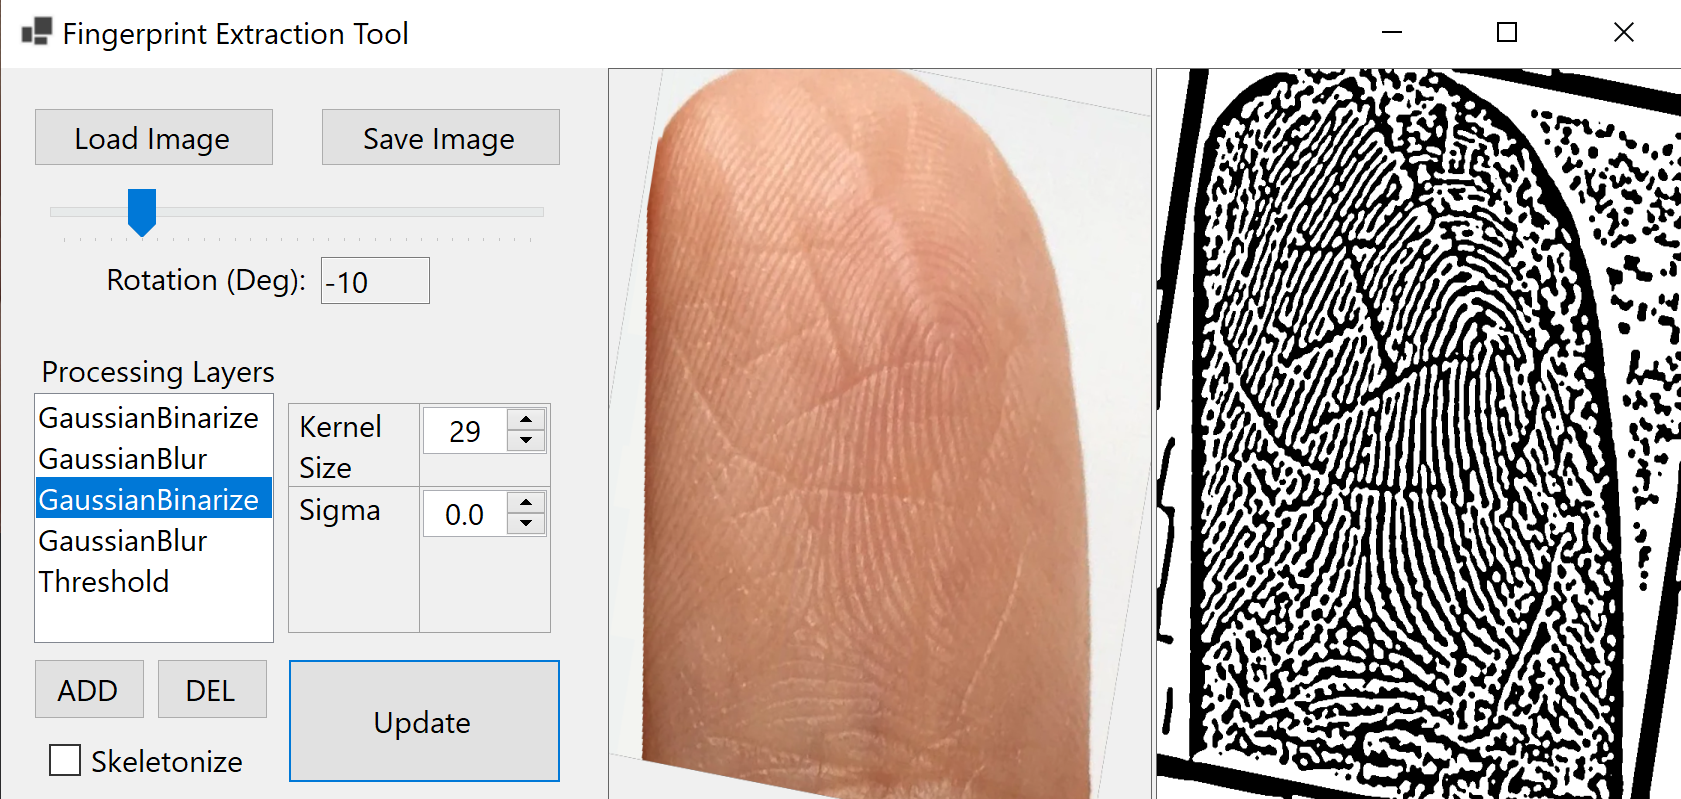 Fingerprint Extraction Tool
Load Image
Save Image
Rotation (Deg): -10
Processing Layers
GaussianBinarize
GaussianBlur
GaussianBinarize
GaussianBlur
Threshold
Kernel
Size
29
Sigma
0.0
ADD
DEL
Update
Skeletonize